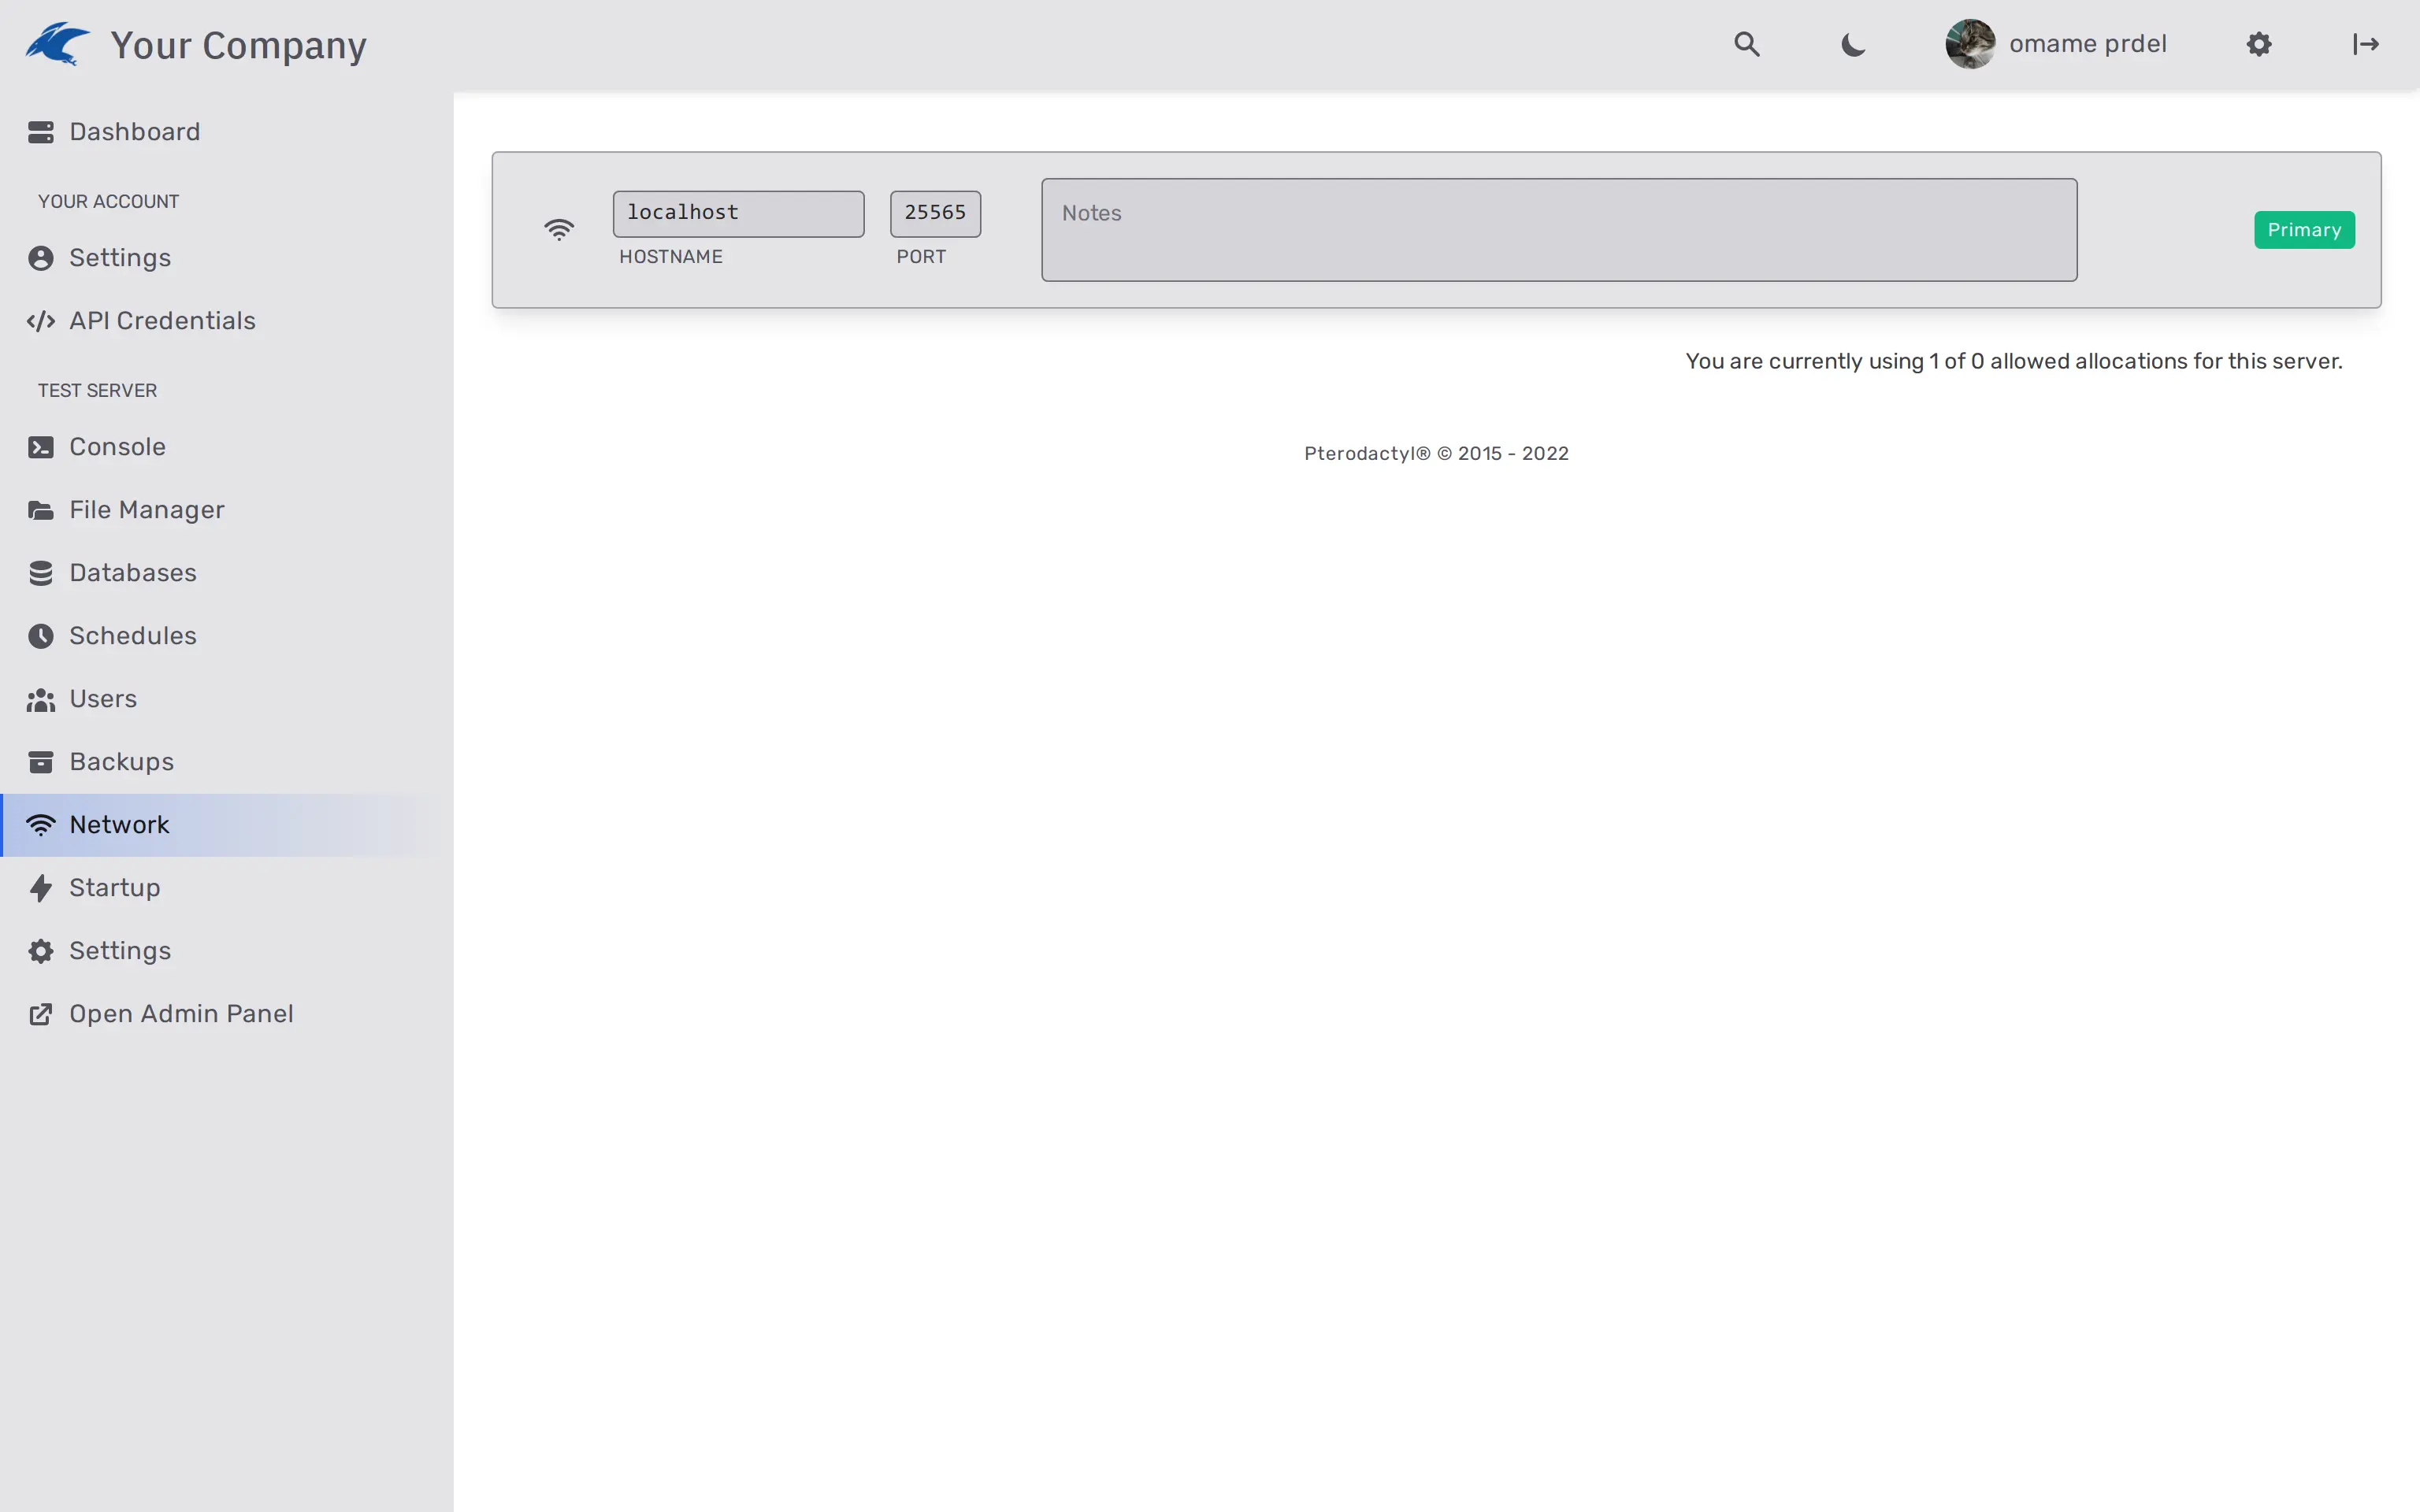 Your Company
omame prdel
Dashboard
YOUR ACCOUNT
Settings
API Credentials
TEST SERVER
Console
File Manager
Databases
Schedules
Users
Backups
Network
Startup
Settings
Open Admin Panel
localhost
HOSTNAME
25565
PORT
Notes
Primary
You are currently using 1 of 0 allowed allocations for this server.
Pterodactyl® © 2015 - 2022